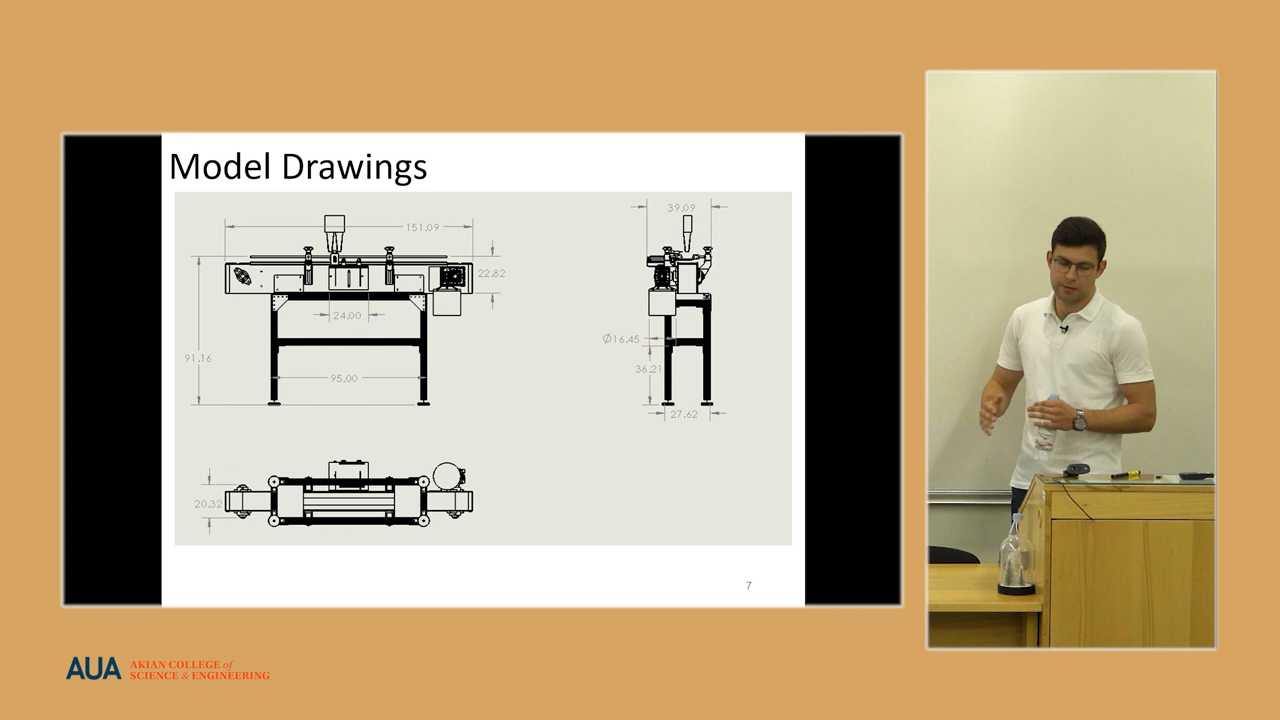 Model Drawings
151.09
22.82
24.00
91.16
95.00
39.09
Ø16.45
36.21
27.62
20.32
7
AUA AKIAN COLLEGE of
SCIENCE & ENGINEERING